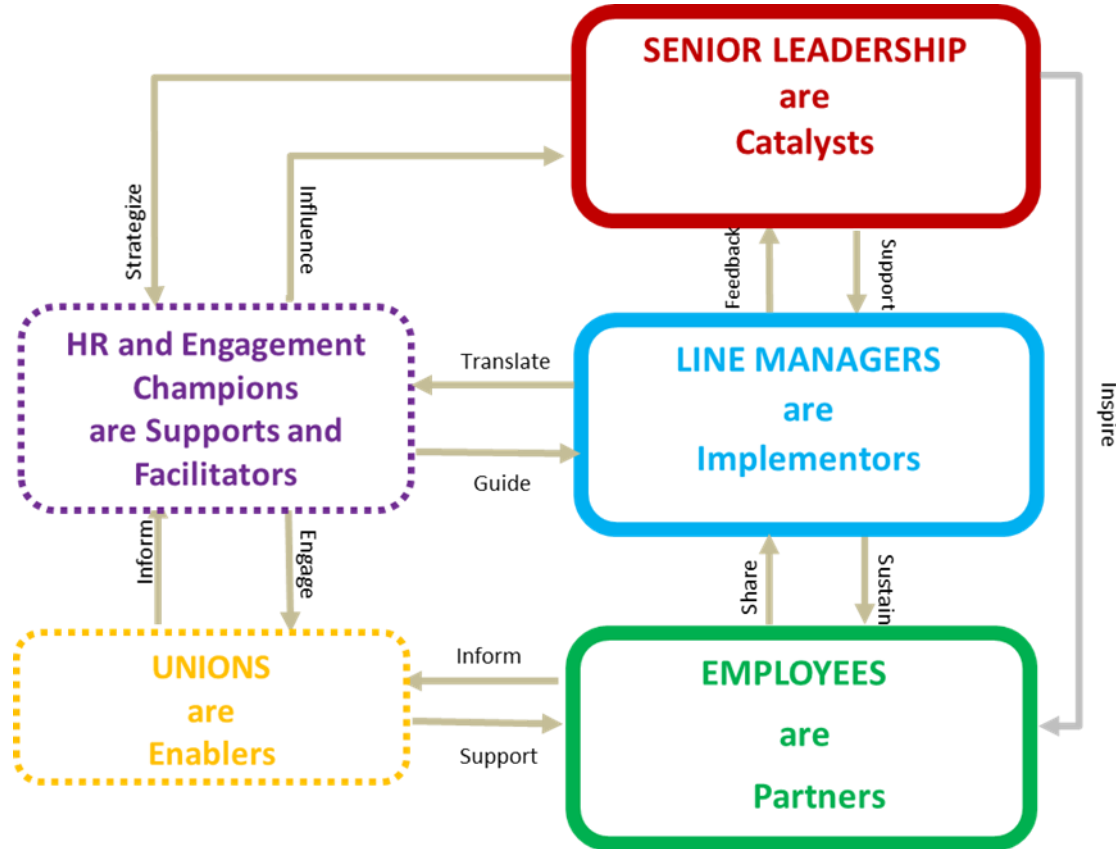 SENIOR LEADERSHIP
are
Catalysts
Strategize
Influence
Feedback
Support
HR and Engagement
Champions
are Supports and
Facilitators
Translate
Guide
LINE MANAGERS
are
Implementors
Inspire
Inform
Engage
Share
Sustain
UNIONS
are
Enablers
Inform
Support
EMPLOYEES
are
Partners